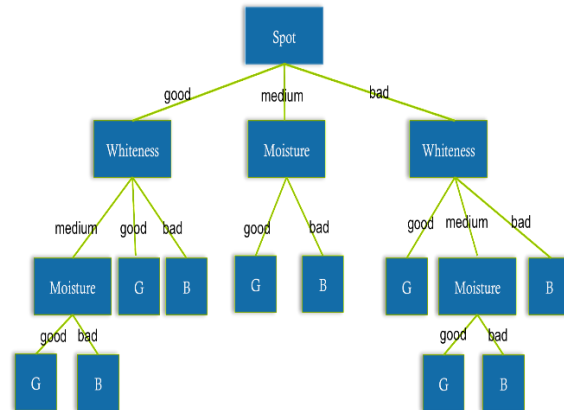 Spot
good medium bad
Whiteness Moisture Whiteness
medium good bad good bad good medium bad
Moisture G B G B G Moisture B
good bad good bad
G B G B